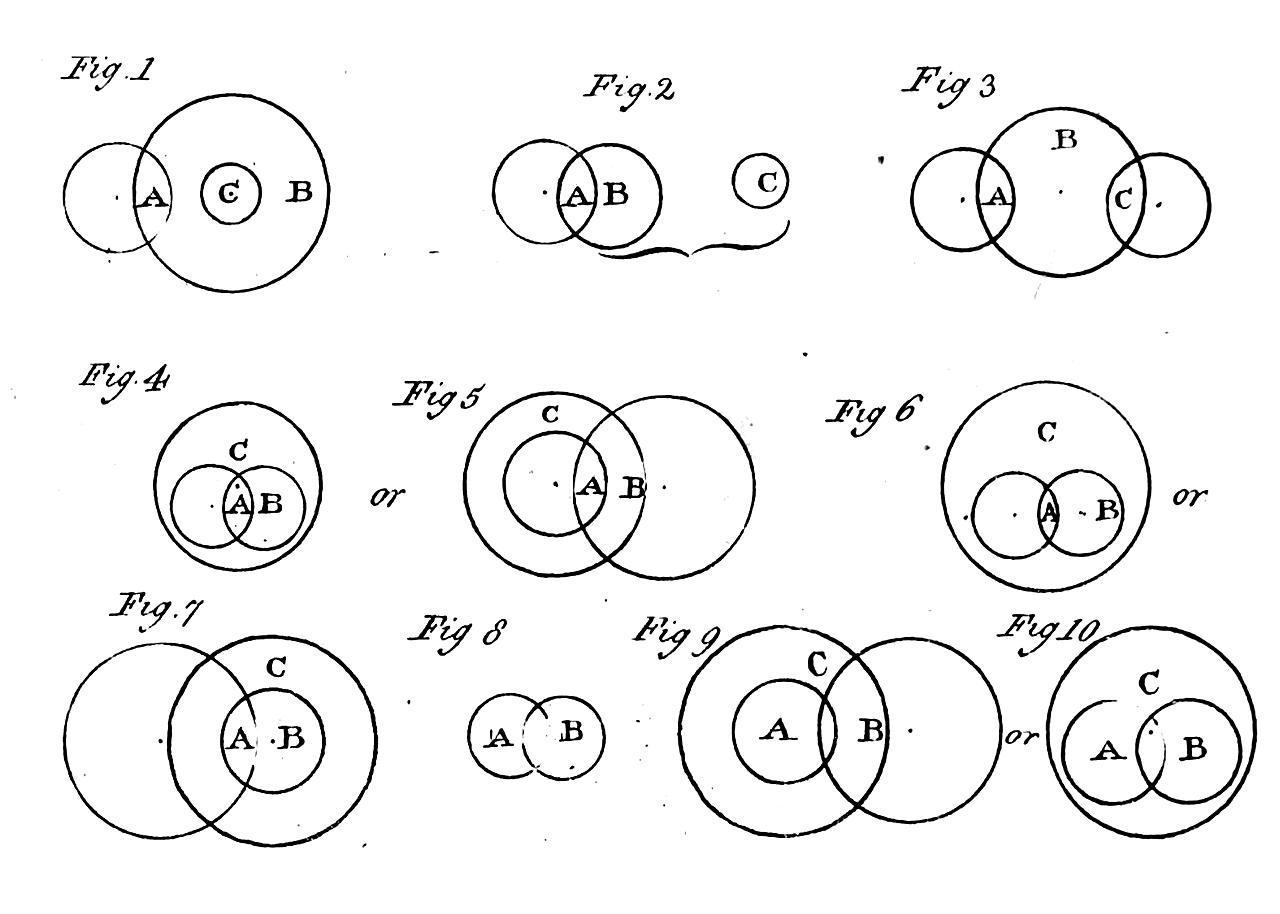 Fig. 1
A C B
Fig. 2
A B C
Fig 3
B
A C
Fig. 4
C
A B
or
Fig 5
C
A B
Fig 6
C
A B
or
Fig. 7
C
A B
Fig 8
A B
Fig 9
C
A B
or
Fig 10
C
A B